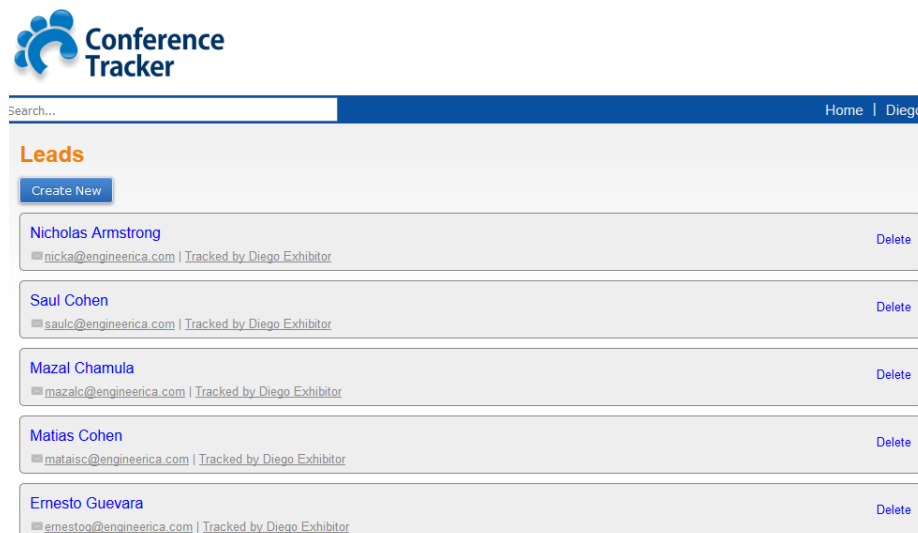 Conference
Tracker
Search...
Home | Diego
Leads
Create New
Nicholas Armstrong
Delete
nicka@engineerica.com | Tracked by Diego Exhibitor
Saul Cohen
Delete
saulc@engineerica.com | Tracked by Diego Exhibitor
Mazal Chamula
Delete
mazalc@engineerica.com | Tracked by Diego Exhibitor
Matias Cohen
Delete
mataisc@engineerica.com | Tracked by Diego Exhibitor
Ernesto Guevara
Delete
ernestog@engineerica.com | Tracked by Diego Exhibitor